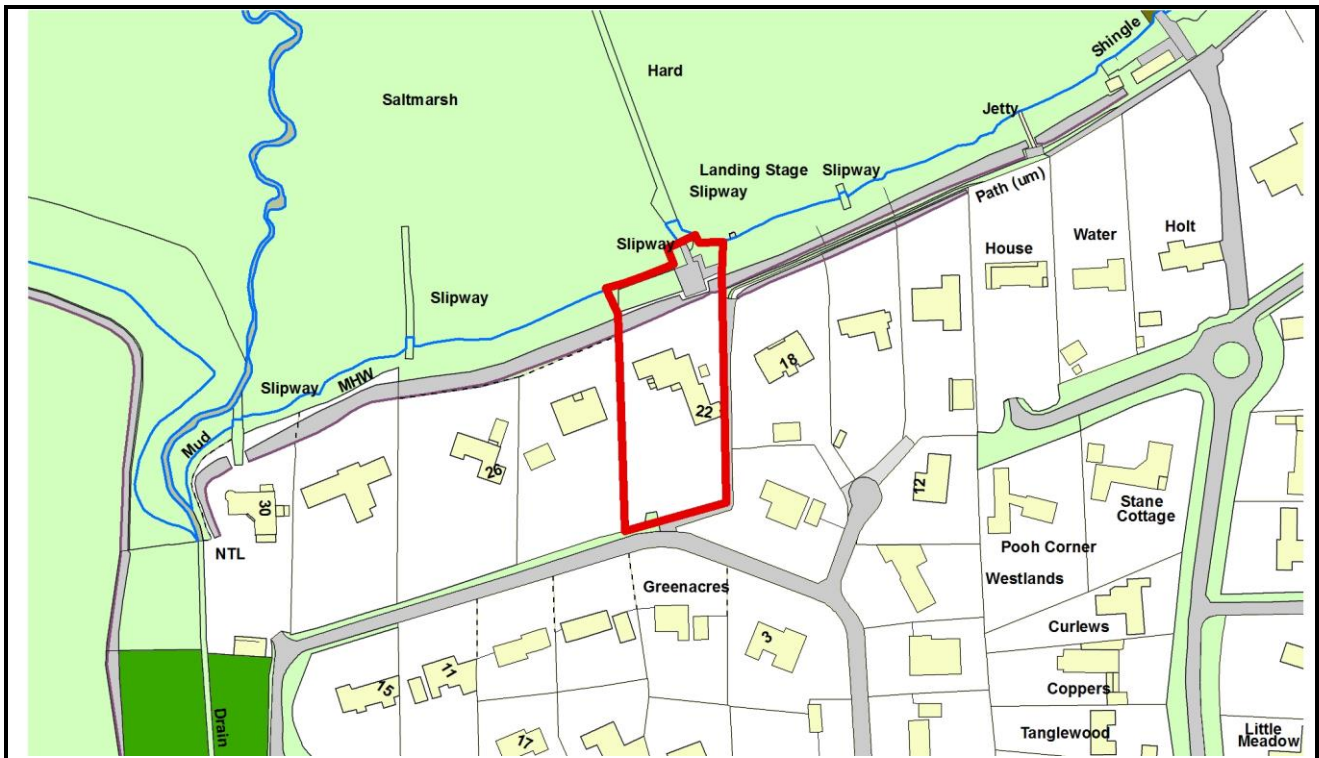 Shingle
Hard
Saltmarsh
Jetty
Landing Stage
Slipway
Slipway
Path (um)
Slipway
House
Water
Holt
Slipway
MHW
Slipway
18
22
Mud
26
12
30
Stane
Cottage
NTL
Pooh Corner
Westlands
Greenacres
Curlews
3
Coppers
15
11
Drain
17
Tanglewood
Little
Meadow